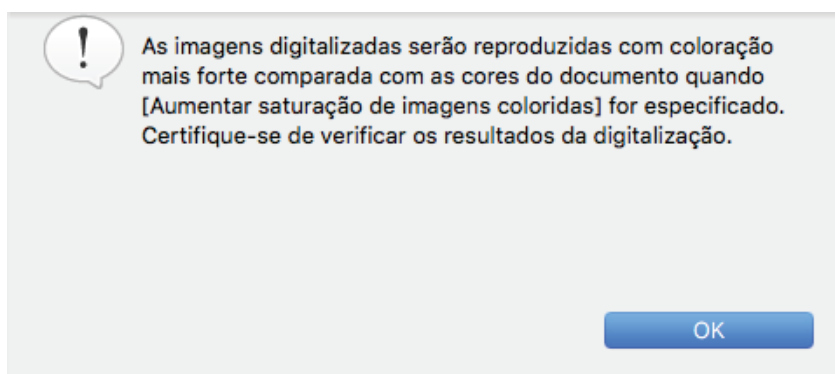 !
As imagens digitalizadas serão reproduzidas com coloração
mais forte comparada com as cores do documento quando
[Aumentar saturação de imagens coloridas] for especificado.
Certifique-se de verificar os resultados da digitalização.
OK